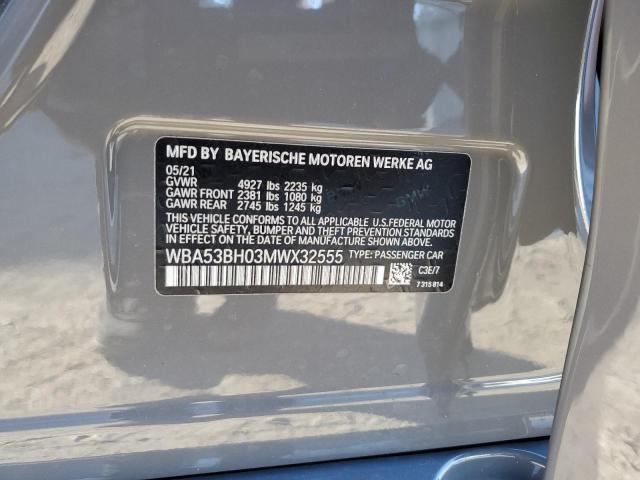 MFD BY BAYERISCHE MOTOREN WERKE AG
05/21
GVWR 4927 lbs 2235 kg
GAWR FRONT 2381 lbs 1080 kg
GAWR REAR 2745 lbs 1245 kg
THIS VEHICLE CONFORMS TO ALL APPLICABLE U.S.FEDERAL MOTOR
VEHICLE SAFETY, BUMPER, AND THEFT PREVENTION STANDARDS
IN EFFECT ON THE DATE OF MANUFACTURE SHOWN ABOVE.
WBA53BH03MWX32555 TYPE: PASSENGER CAR
C3E/7
7 315 814
BMW